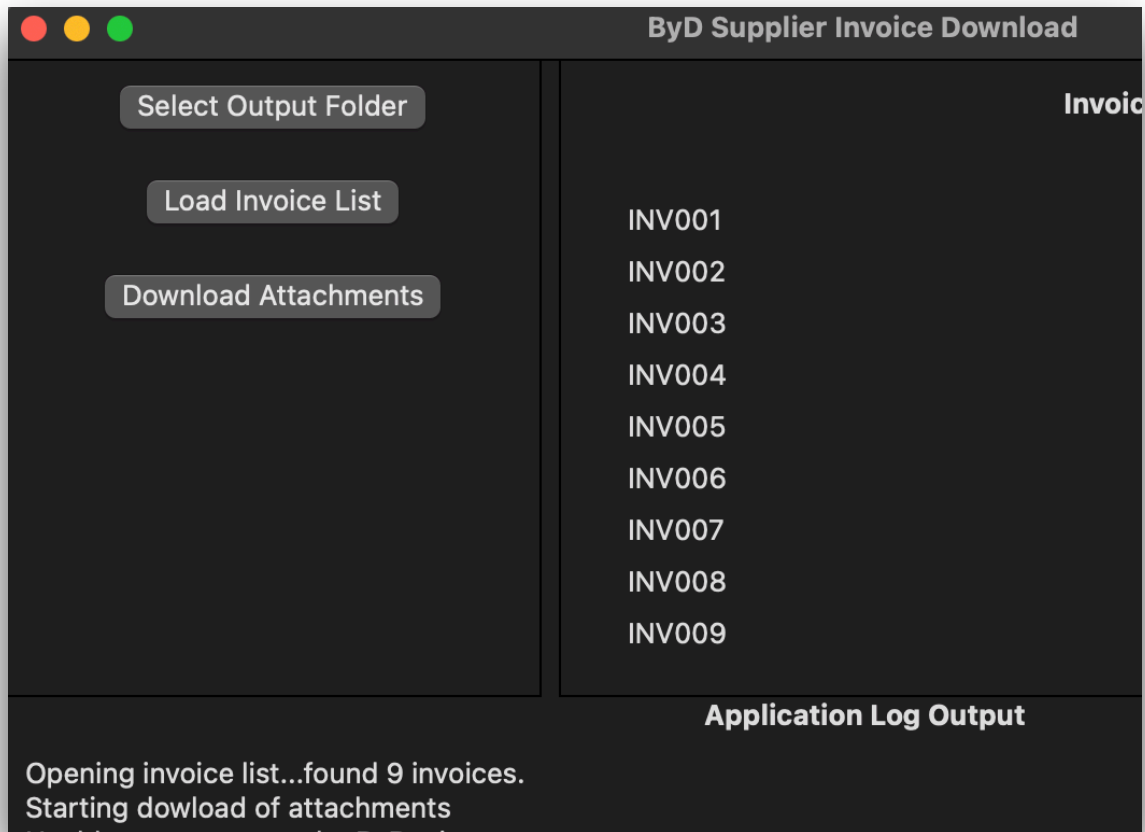 ByD Supplier Invoice Download
Select Output Folder
Load Invoice List
Download Attachments
INV001
INV002
INV003
INV004
INV005
INV006
INV007
INV008
INV009
Application Log Output
Opening invoice list...found 9 invoices.
Starting dowload of attachments